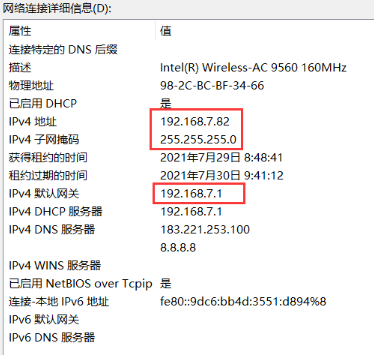 网络连接详细信息(D):
属性 值
连接特定的 DNS 后缀
描述 Intel(R) Wireless-AC 9560 160MHz
物理地址 98-2C-BC-BF-34-66
已启用 DHCP 是
IPv4 地址 192.168.7.82
IPv4 子网掩码 255.255.255.0
获得租约的时间 2021年7月29日 8:48:41
租约过期的时间 2021年7月30日 9:41:12
IPv4 默认网关 192.168.7.1
IPv4 DHCP 服务器 192.168.7.1
IPv4 DNS 服务器 183.221.253.100
8.8.8.8
IPv4 WINS 服务器
已启用 NetBIOS over Tcpip 是
连接-本地 IPv6 地址 fe80::9dc6:bb4d:3551:d894%8
IPv6 默认网关
IPv6 DNS 服务器